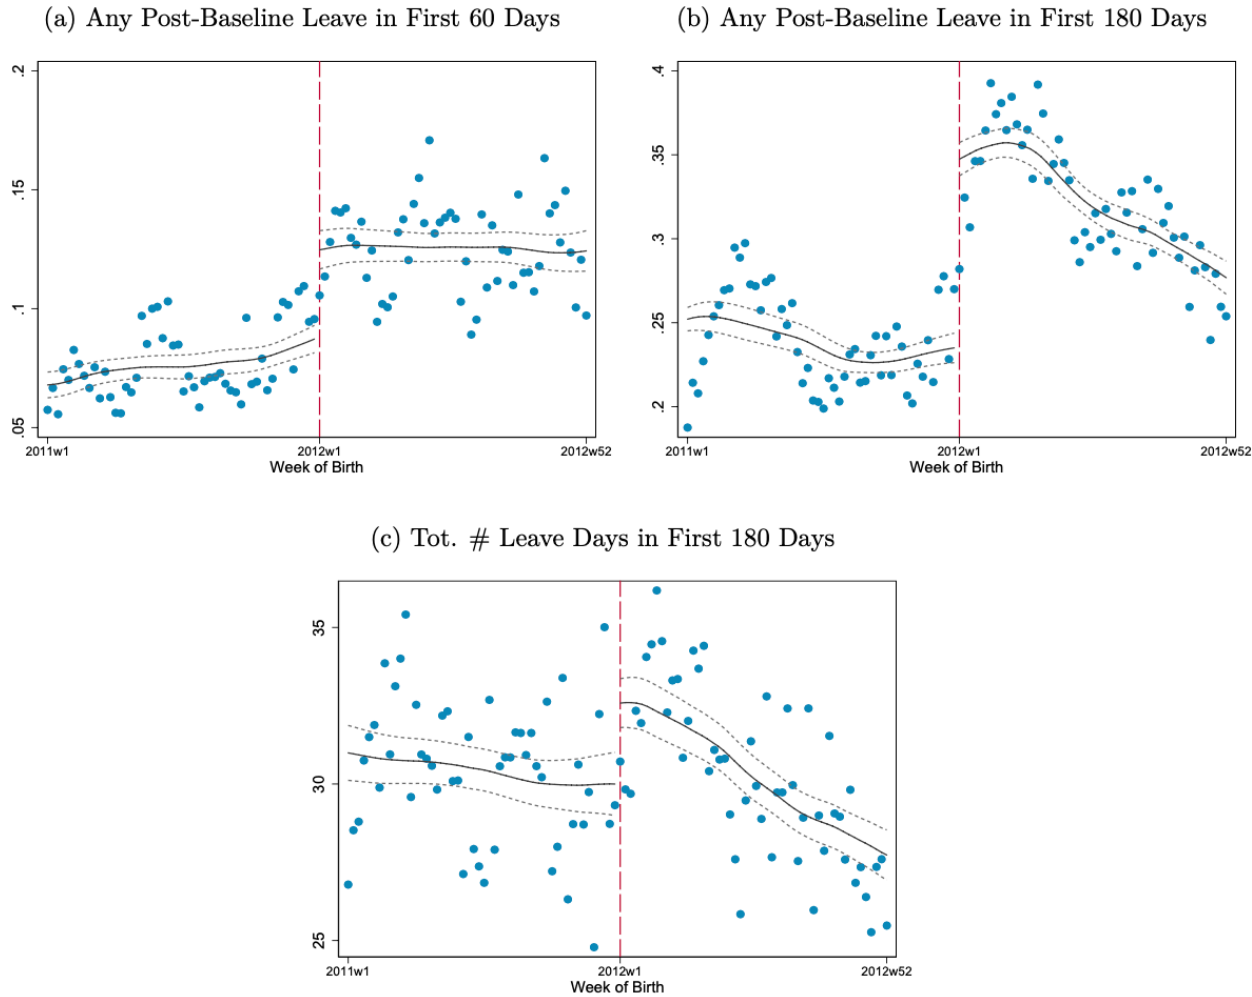 (a) Any Post-Baseline Leave in First 60 Days
.2
.15
.1
.05
2011w1
2012w1
2012w52
Week of Birth
(b) Any Post-Baseline Leave in First 180 Days
.4
.35
.3
.25
.2
2011w1
2012w1
2012w52
Week of Birth
(c) Tot. # Leave Days in First 180 Days
35
30
25
2011w1
2012w1
2012w52
Week of Birth